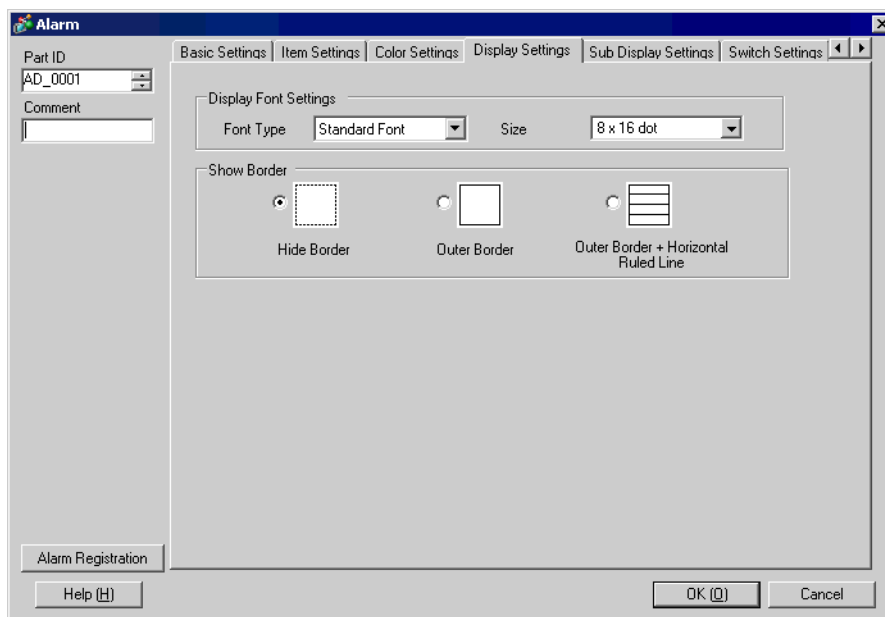 Alarm
Part ID
AD_0001
Comment
Basic Settings Item Settings Color Settings Display Settings Sub Display Settings Switch Settings
Display Font Settings
Font Type Standard Font Size 8 x 16 dot
Show Border
Hide Border Outer Border Outer Border + Horizontal
Ruled Line
Alarm Registration
Help (H) OK (O) Cancel